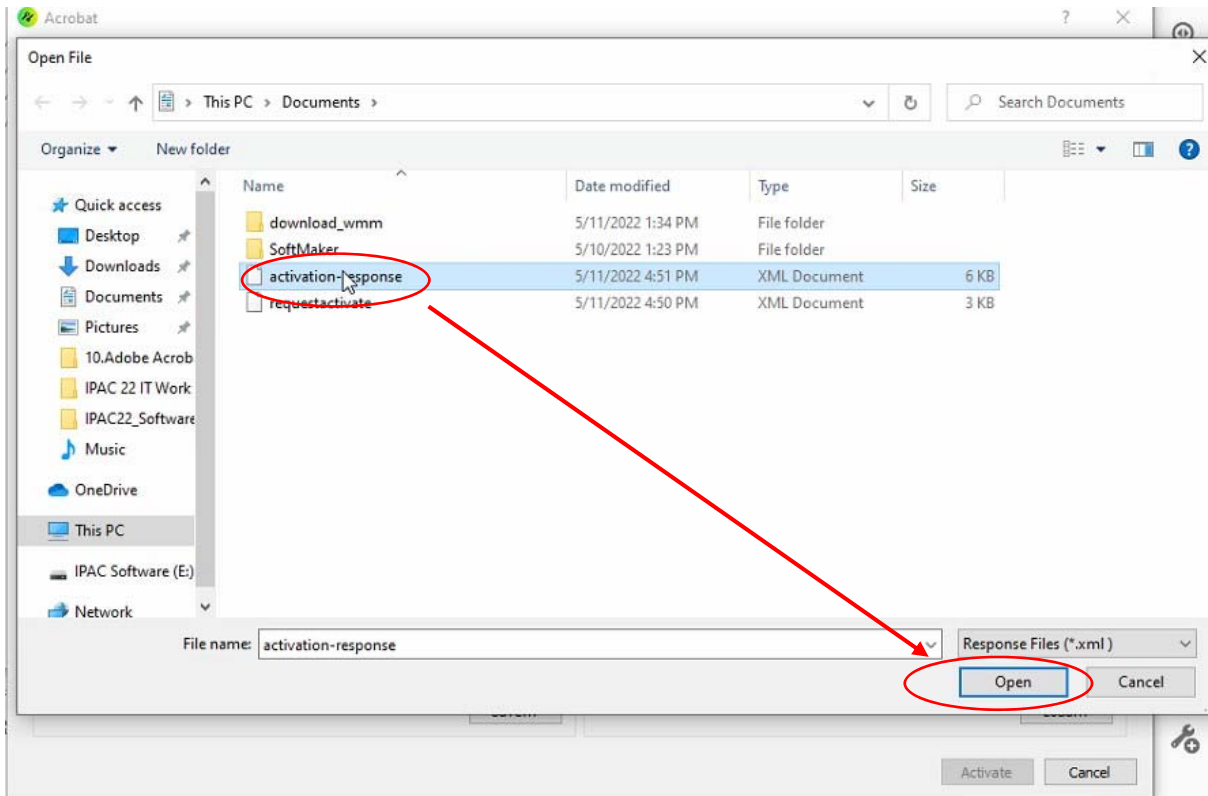 Acrobat
Open File
This PC > Documents >
Search Documents
Organize
New folder
Name Date modified Type Size
Quick access
Desktop
Downloads
Documents
Pictures
10.Adobe Acrob
IPAC 22 IT Work
IPAC22_Software
Music
OneDrive
This PC
IPAC Software (E:)
Network
download_wmm 5/11/2022 1:34 PM File folder
SoftMaker 5/10/2022 1:23 PM File folder
activation-response 5/11/2022 4:51 PM XML Document 6 KB
requestactivate 5/11/2022 4:50 PM XML Document 3 KB
File name: activation-response
Response Files (*.xml )
Open Cancel
Activate Cancel